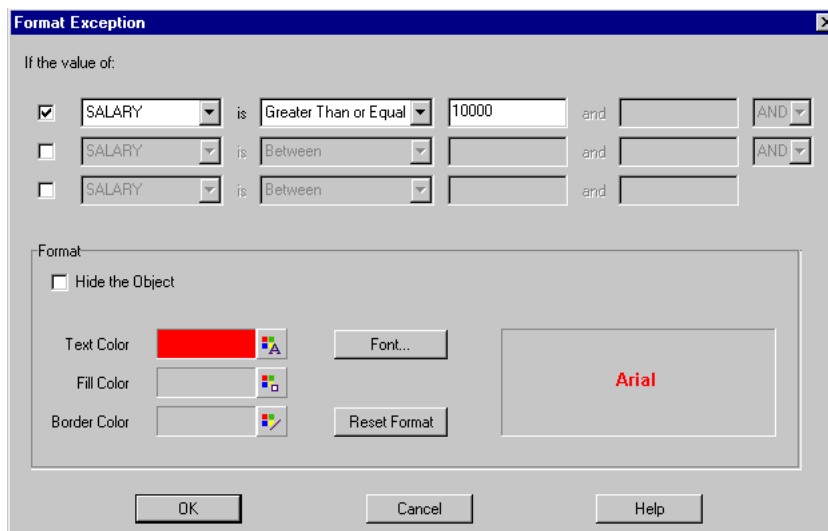 Format Exception
If the value of:
SALARY is Greater Than or Equal 10000 and AND
SALARY is Between and AND
SALARY is Between and
Format
Hide the Object
Text Color Font...
Fill Color Arial
Border Color Reset Format
OK Cancel Help